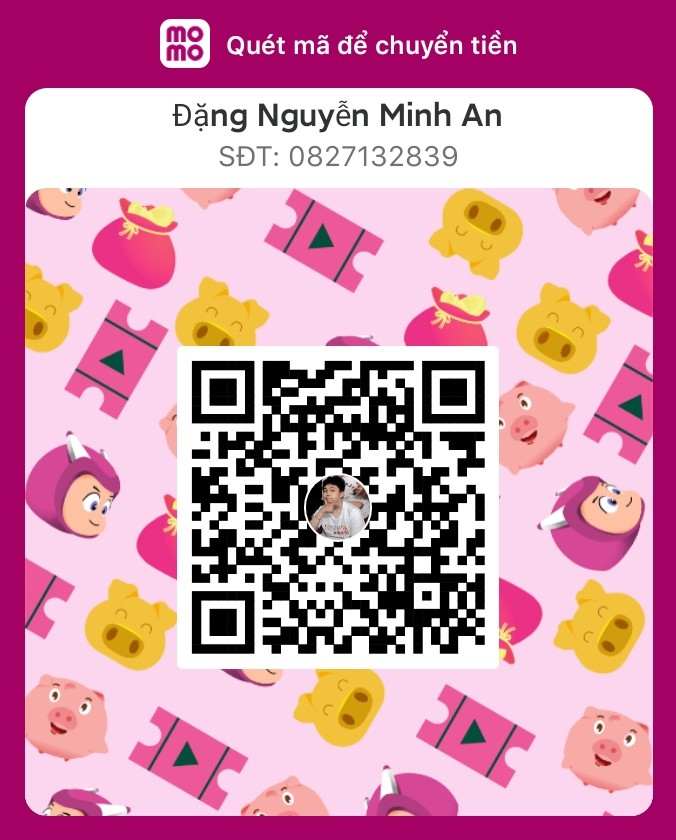 mo
mo
Quét mã để chuyển tiền
Đặng Nguyễn Minh An
SĐT: 0827132839